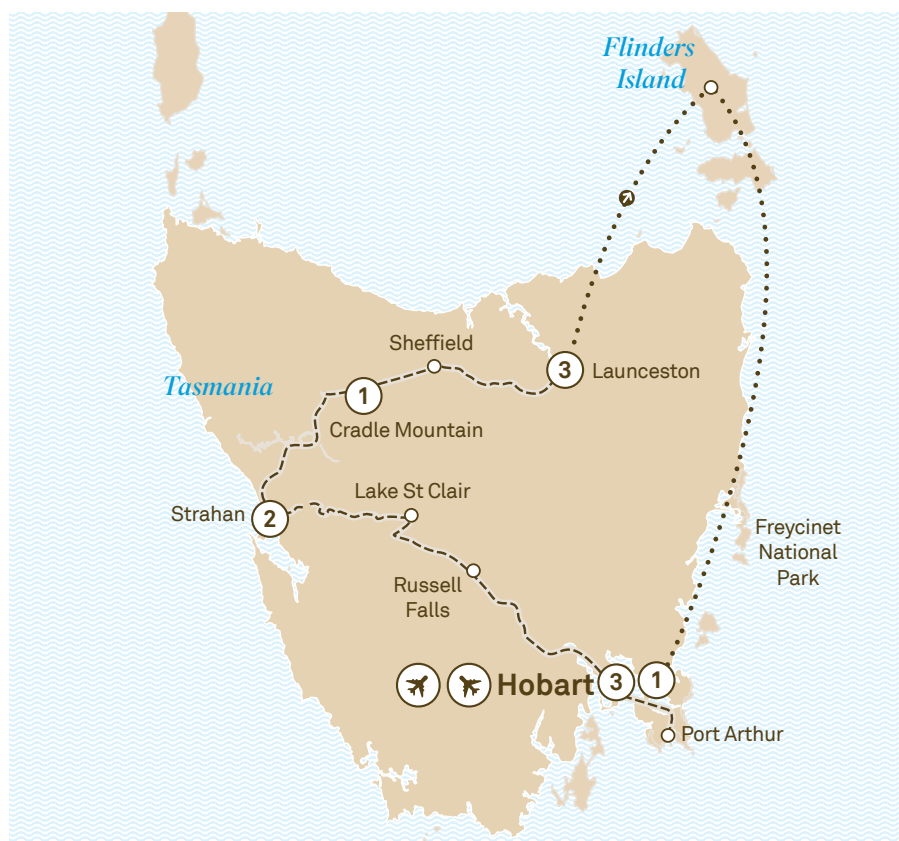 Flinders
Island
Sheffield
3
Launceston
Tasmania
1
Cradle Mountain
Lake St Clair
Strahan
2
Freycinet
National
Park
Russell
Falls
Hobart
3
1
Port Arthur